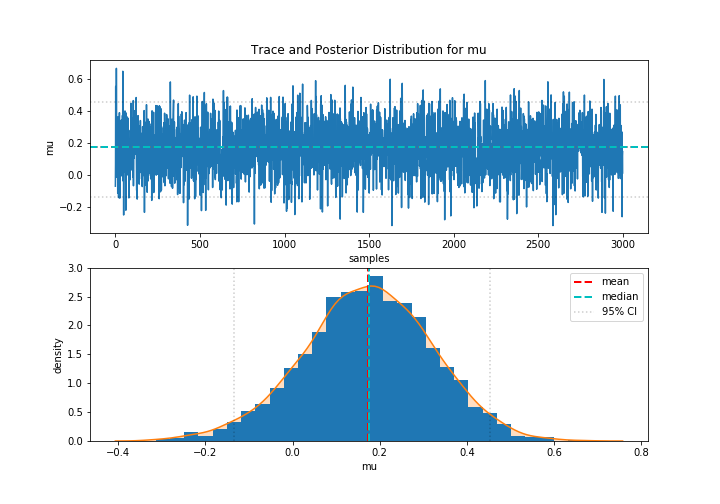 Trace and Posterior Distribution for mu
0.6
0.4
0.2
0.0
−0.2
mu
0 500 1000 1500 2000 2500 3000
samples
3.0
2.5
2.0
1.5
1.0
0.5
0.0
density
mean
median
95% CI
−0.4 −0.2 0.0 0.2 0.4 0.6 0.8
mu